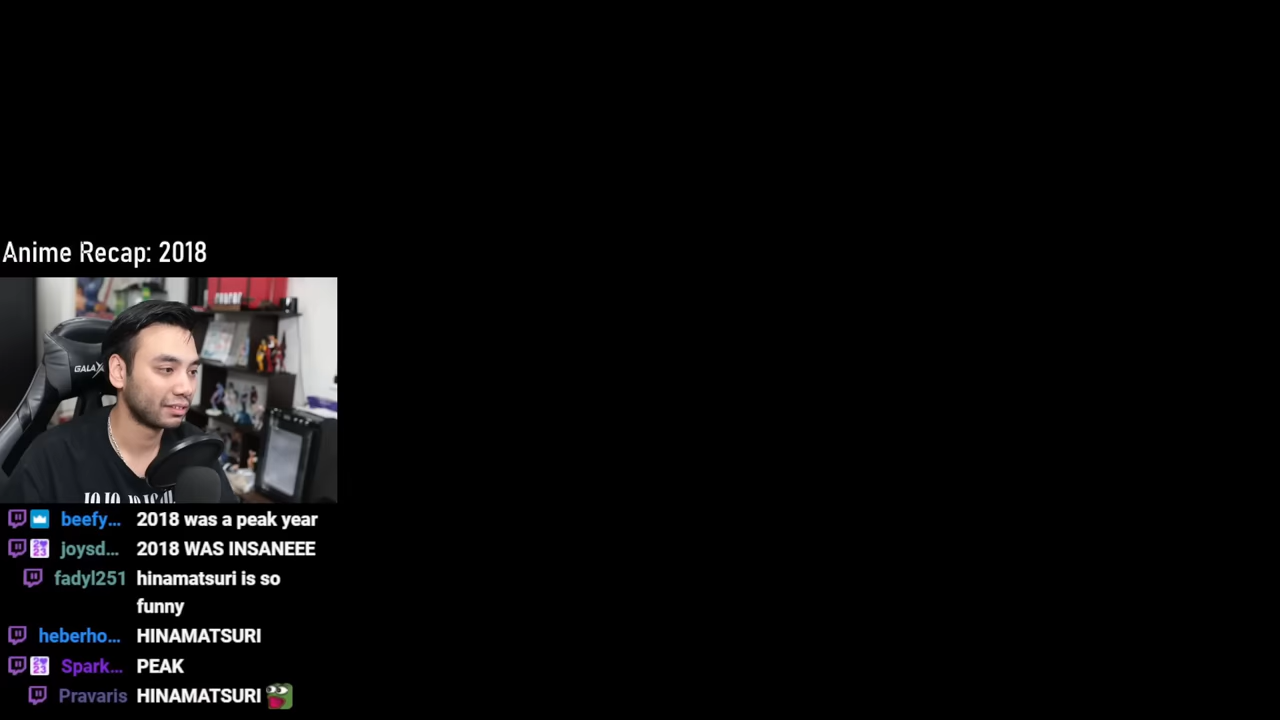 Anime Recap: 2018
GALAX
beefy... 2018 was a peak year
joysd... 2018 WAS INSANEEE
fadyl251 hinamatsuri is so
funny
heberho... HINAMATSURI
Spark... PEAK
Pravaris HINAMATSURI